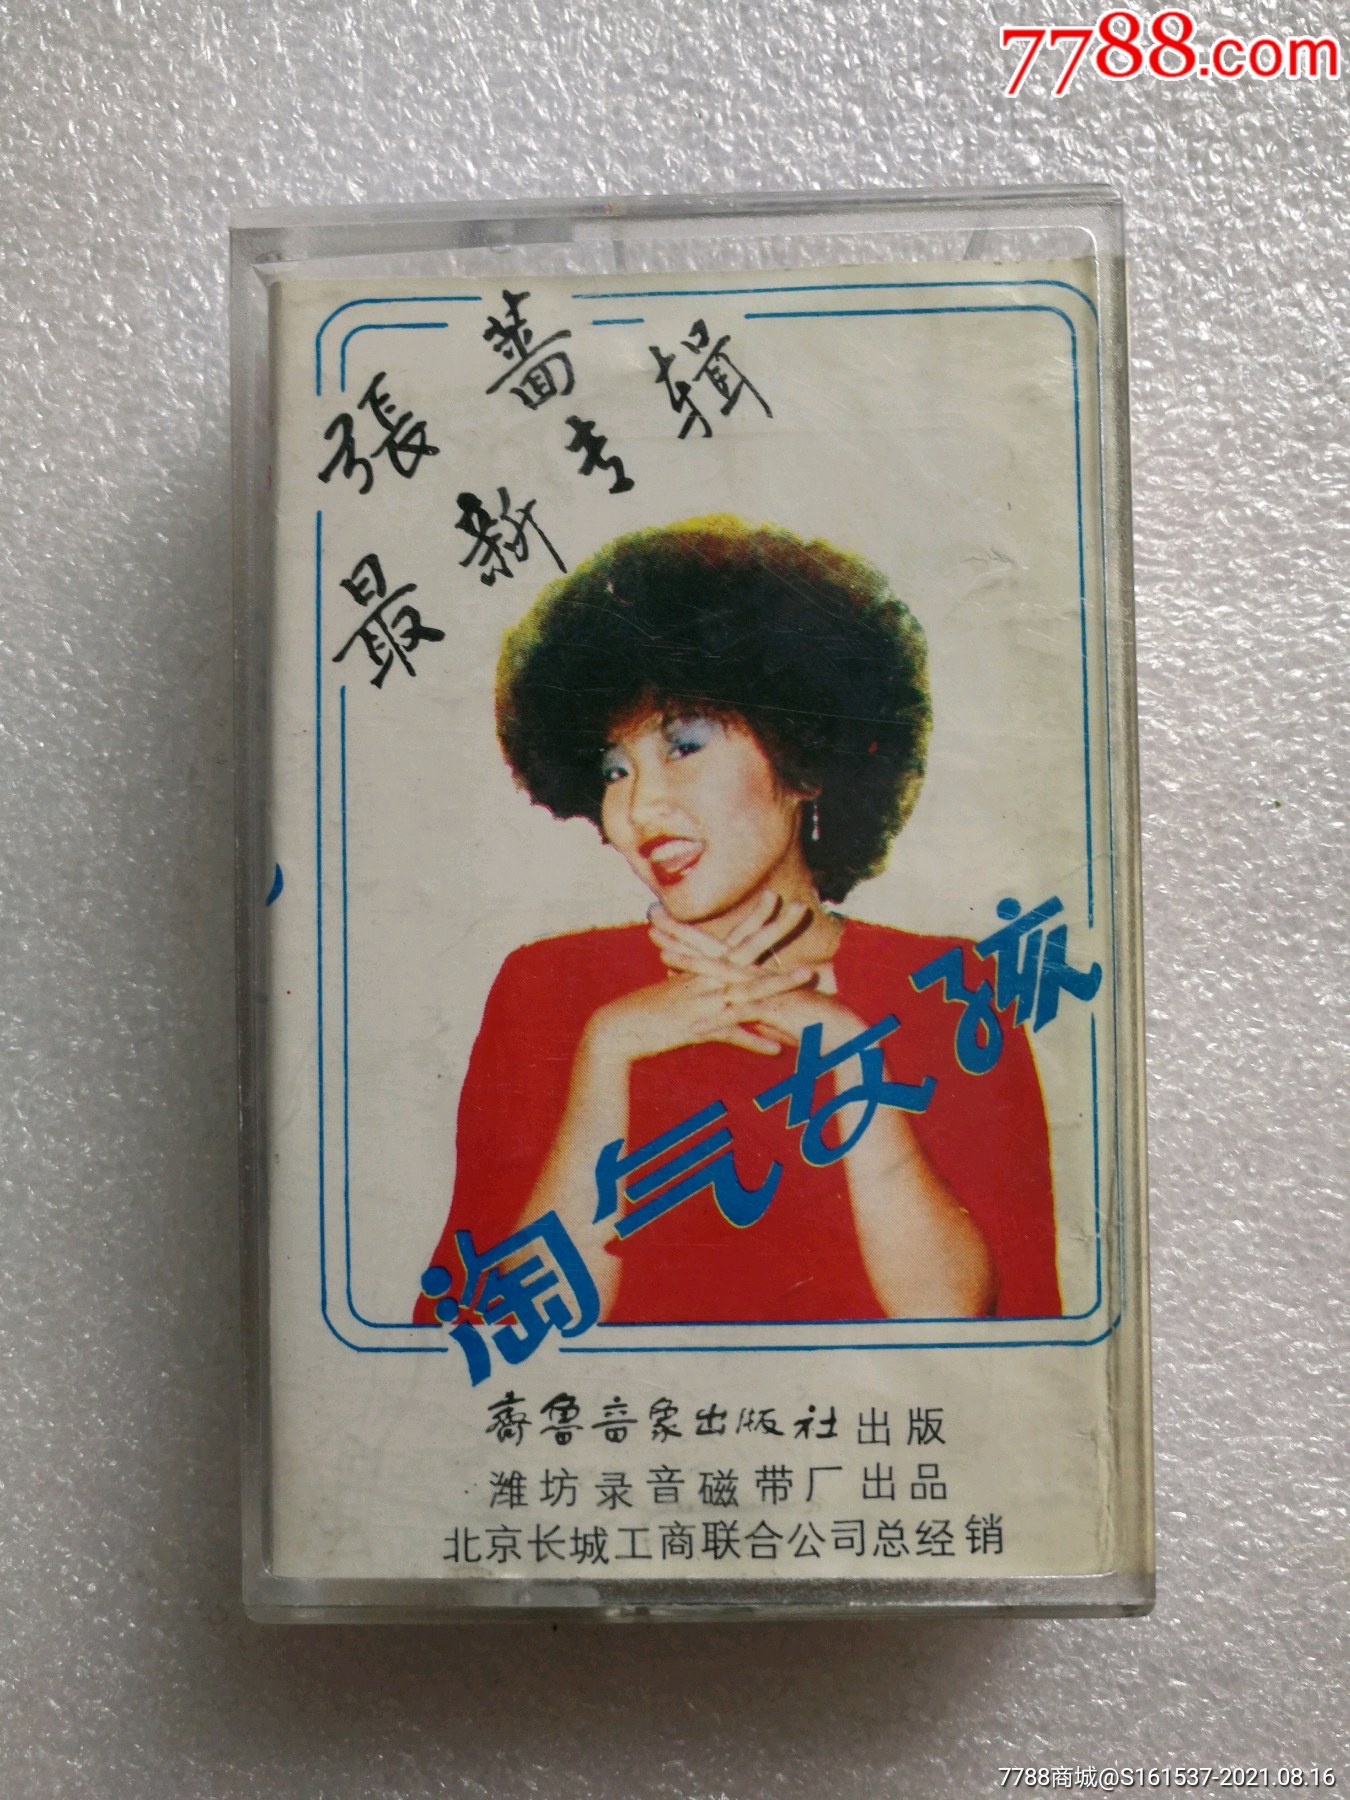 7788.com
張蔷
最新专辑
淘气女孩
齊鲁音象出版社出版
潍坊录音磁带厂出品
北京长城工商联合公司总经销
7788商城@S161537-2021.08.16